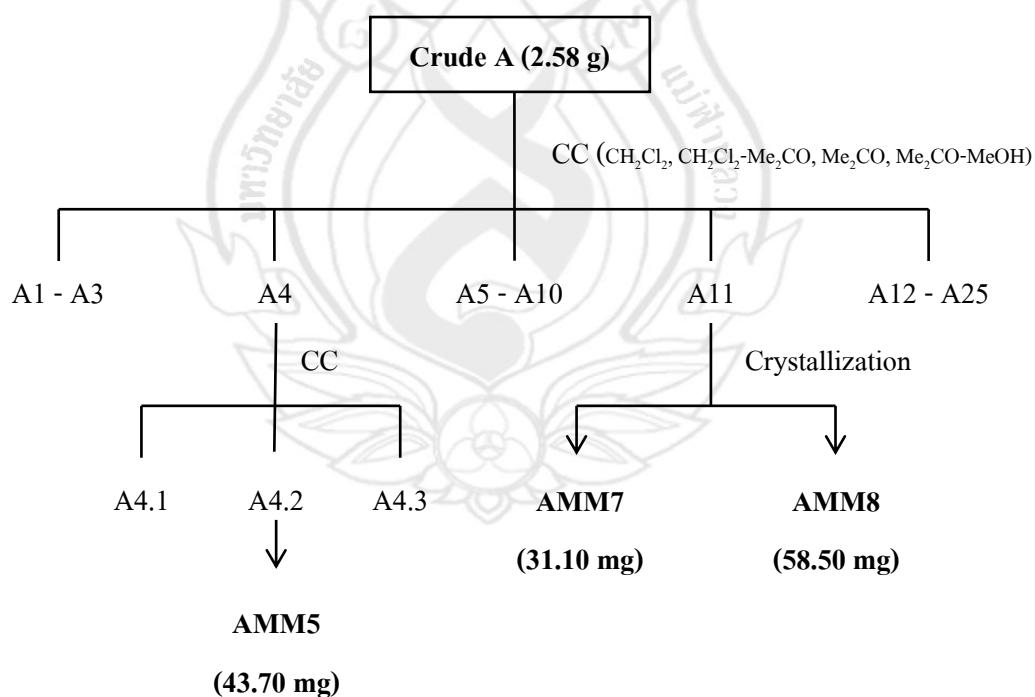 Crude A (2.58 g)
CC (CH₂Cl₂, CH₂Cl₂-Me₂CO, Me₂CO, Me₂CO-MeOH)
A1 - A3
A4
A5 - A10
A11
A12 - A25
CC
Crystallization
A4.1
A4.2
A4.3
AMM7
AMM8
(31.10 mg)
(58.50 mg)
AMM5
(43.70 mg)